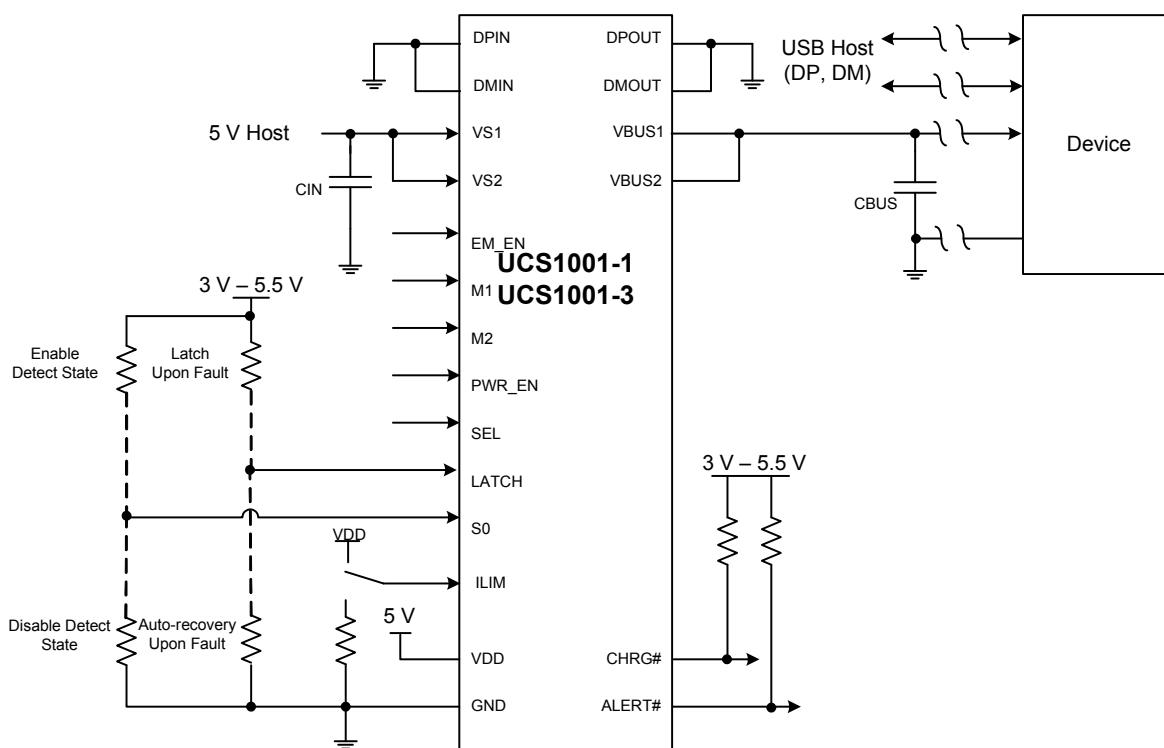 DPIN
DPOUT
USB Host
(DP, DM)
DMIN
DMOUT
5 V Host
VS1
VBUS1
Device
CIN
VS2
VBUS2
CBUS
EM_EN
UCS1001-1
UCS1001-3
3 V – 5.5 V
M1
Enable
Detect State
Latch
Upon Fault
M2
PWR_EN
SEL
LATCH
3 V – 5.5 V
S0
VDD
ILIM
Disable Detect
State
Auto-recovery
Upon Fault
5 V
VDD
CHRG#
GND
ALERT#